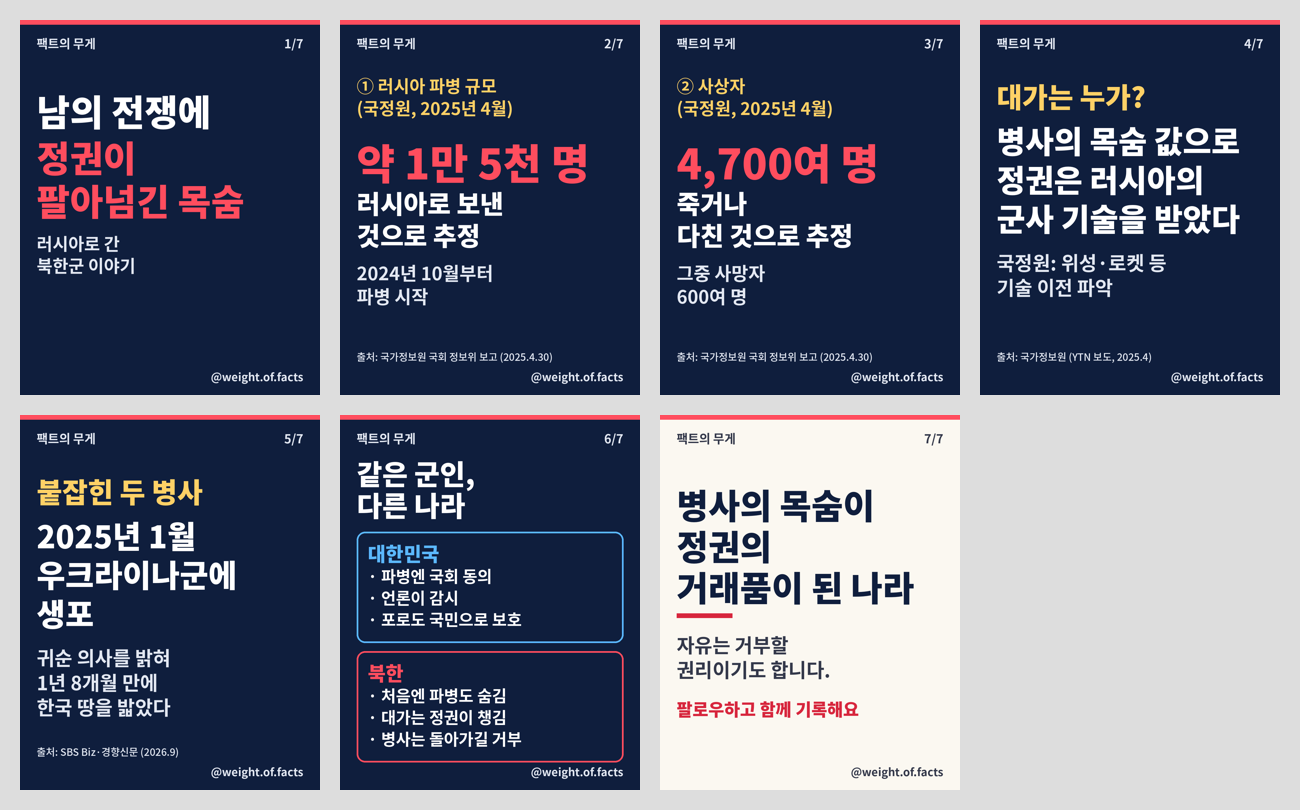 팩트의 무게
1/7
남의 전쟁에
정권이
팔아넘긴 목숨
러시아로 간
북한군 이야기
@weight.of.facts
팩트의 무게
2/7
① 러시아 파병 규모
(국정원, 2025년 4월)
약 1만 5천 명
러시아로 보낸
것으로 추정
2024년 10월부터
파병 시작
출처: 국가정보원 국회 정보위 보고 (2025.4.30)
@weight.of.facts
팩트의 무게
3/7
② 사상자
(국정원, 2025년 4월)
4,700여 명
죽거나
다친 것으로 추정
그중 사망자
600여 명
출처: 국가정보원 국회 정보위 보고 (2025.4.30)
@weight.of.facts
팩트의 무게
4/7
대가는 누가?
병사의 목숨 값으로
정권은 러시아의
군사 기술을 받았다
국정원: 위성·로켓 등
기술 이전 파악
출처: 국가정보원 (YTN 보도, 2025.4)
@weight.of.facts
팩트의 무게
5/7
붙잡힌 두 병사
2025년 1월
우크라이나군에
생포
귀순 의사를 밝혀
1년 8개월 만에
한국 땅을 밟았다
출처: SBS Biz·경향신문 (2026.9)
@weight.of.facts
팩트의 무게
6/7
같은 군인,
다른 나라
대한민국
· 파병엔 국회 동의
· 언론이 감시
· 포로도 국민으로 보호
북한
· 처음엔 파병도 숨김
· 대가는 정권이 챙김
· 병사는 돌아가길 거부
@weight.of.facts
팩트의 무게
7/7
병사의 목숨이
정권의
거래품이 된 나라
자유는 거부할
권리이기도 합니다.
팔로우하고 함께 기록해요
@weight.of.facts